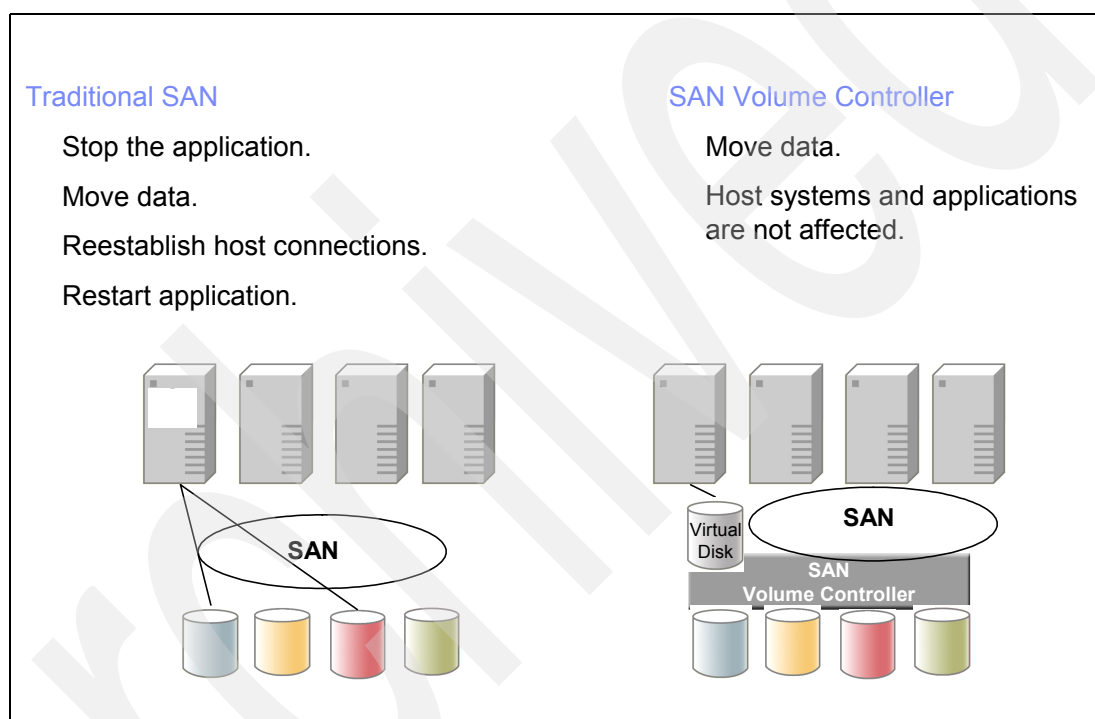 Traditional SAN
Stop the application.
Move data.
Reestablish host connections.
Restart application.
SAN
SAN Volume Controller
Move data.
Host systems and applications
are not affected.
SAN
Virtual
Disk
SAN
Volume Controller